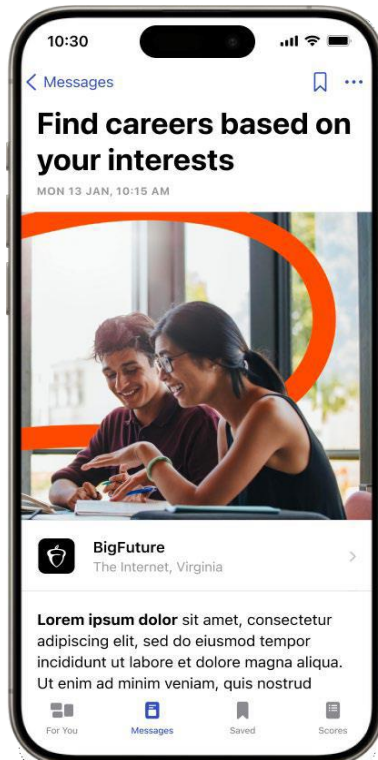 10:30
Messages
Find careers based on
your interests
MON 13 JAN, 10:15 AM
BigFuture
The Internet, Virginia
Lorem ipsum dolor sit amet, consectetur
adipiscing elit, sed do eiusmod tempor
incididunt ut labore et dolore magna aliqua.
Ut enim ad minim veniam, quis nostrud
For You Messages Saved Scores